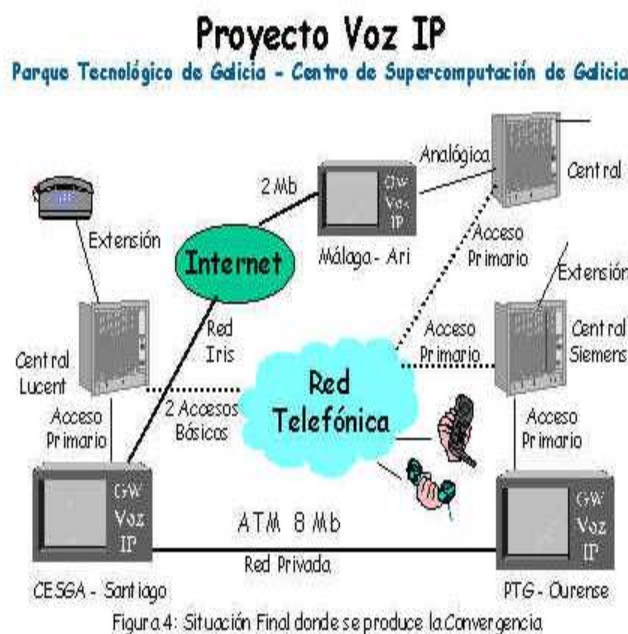 Proyecto Voz IP
Parque Tecnológico de Galicia - Centro de Supercomputación de Galicia
Analógica
Central
2 Mb
GW
Voz
IP
Málaga - Ari
Extensión
Internet
Acceso
Primario
Extensión
Red
Iris
Acceso
Primario
Central
Siemens
Central
Lucent
Red
Telefónica
2 Accesos
Básicos
Acceso
Primario
Acceso
Primario
GW
Voz
IP
ATM 8 Mb
Red Privada
GW
Voz
IP
CESGA - Santiago
PTG - Ourense
Figura 4: Situación Final donde se produce la Convergencia